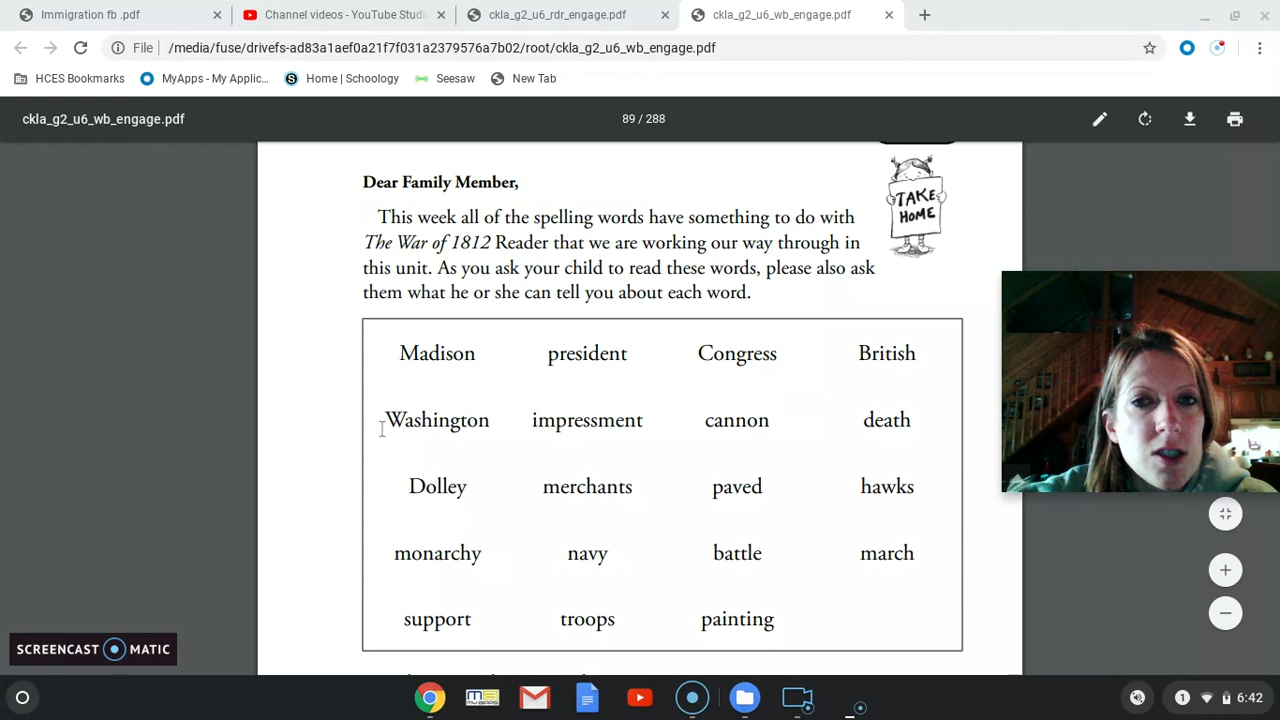 Immigration fb .pdf
Channel videos - YouTube Studi
ckla_g2_u6_rdr_engage.pdf
ckla_g2_u6_wb_engage.pdf
File
/media/fuse/drivefs-ad83a1aef0a21f7f031a2379576a7b02/root/ckla_g2_u6_wb_engage.pdf
HCES Bookmarks
MyApps - My Applic...
S Home | Schoology
Seesaw
New Tab
ckla_g2_u6_wb_engage.pdf
89 / 288
TAKE
HOME
Dear Family Member,
This week all of the spelling words have something to do with
The War of 1812 Reader that we are working our way through in
this unit. As you ask your child to read these words, please also ask
them what he or she can tell you about each word.
Madison president Congress British
Washington impressment cannon death
Dolley merchants paved hawks
monarchy navy battle march
support troops painting
SCREENCAST MATIC
1 6:42